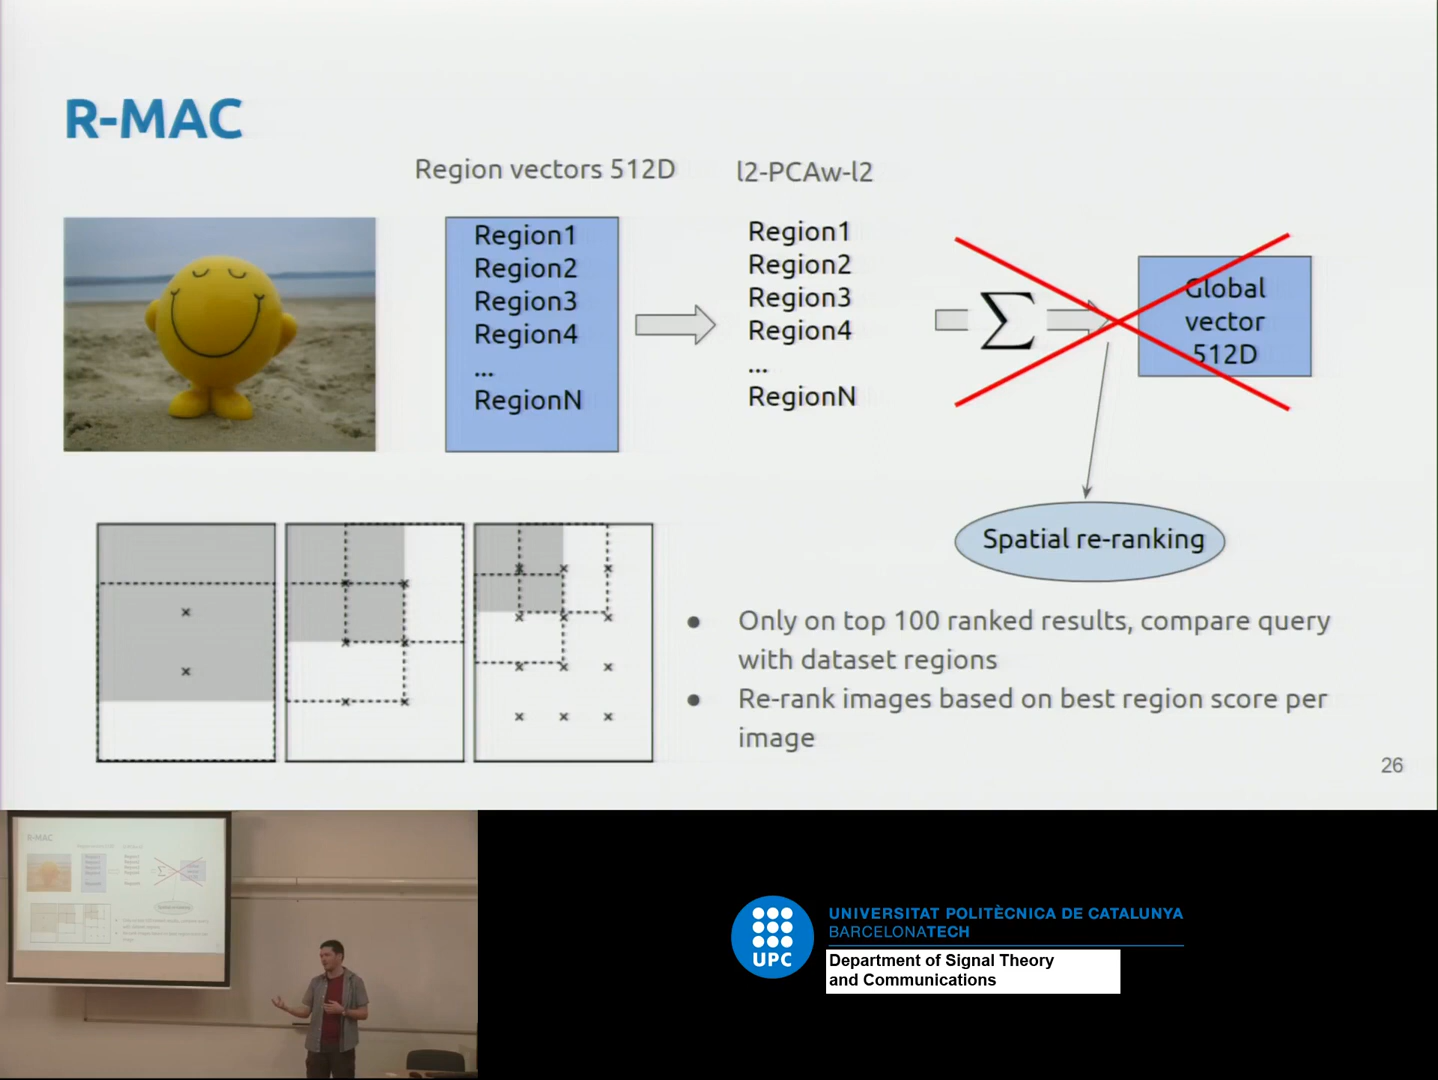 R-MAC
Region vectors 512D
l2-PCAw-l2
Region1
Region2
Region3
Region4
...
RegionN
Region1
Region2
Region3
Region4
...
RegionN
∑
Global
vector
512D
Spatial re-ranking
● Only on top 100 ranked results, compare query
with dataset regions
● Re-rank images based on best region score per
image
26
R-MAC
UPC
UNIVERSITAT POLITÈCNICA DE CATALUNYA
BARCELONATECH
Department of Signal Theory
and Communications